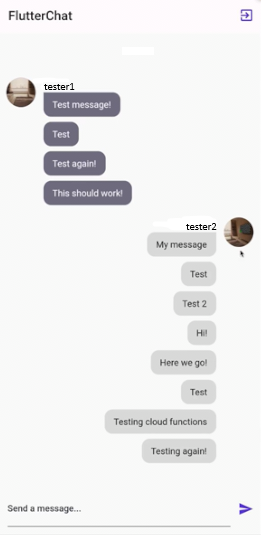 FlutterChat
tester1
Test message!
Test
Test again!
This should work!
tester2
My message
Test
Test 2
Hi!
Here we go!
Test
Testing cloud functions
Testing again!
Send a message...